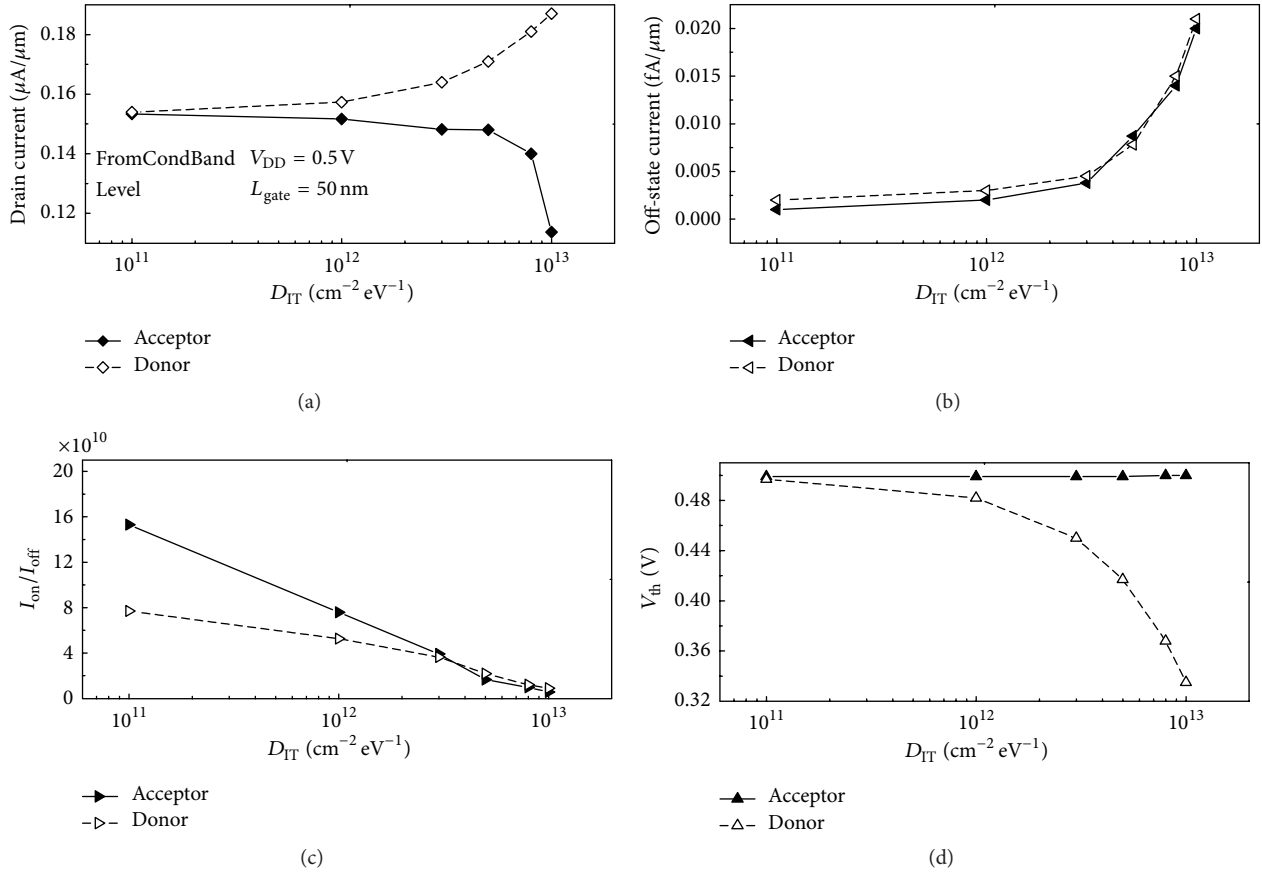 0.18
0.16
0.14
0.12
Drain current (μA/μm)
FromCondBand V_DD = 0.5 V
Level L_gate = 50 nm
10^11
10^12
10^13
D_IT (cm^−2 eV^−1)
Acceptor
Donor
(a)
0.020
0.015
0.010
0.005
0.000
Off-state current (fA/μm)
10^11
10^12
10^13
D_IT (cm^−2 eV^−1)
Acceptor
Donor
(b)
×10^10
20
16
12
8
4
0
I_on/I_off
10^11
10^12
10^13
D_IT (cm^−2 eV^−1)
Acceptor
Donor
(c)
0.48
0.44
0.40
0.36
0.32
V_th (V)
10^11
10^12
10^13
D_IT (cm^−2 eV^−1)
Acceptor
Donor
(d)